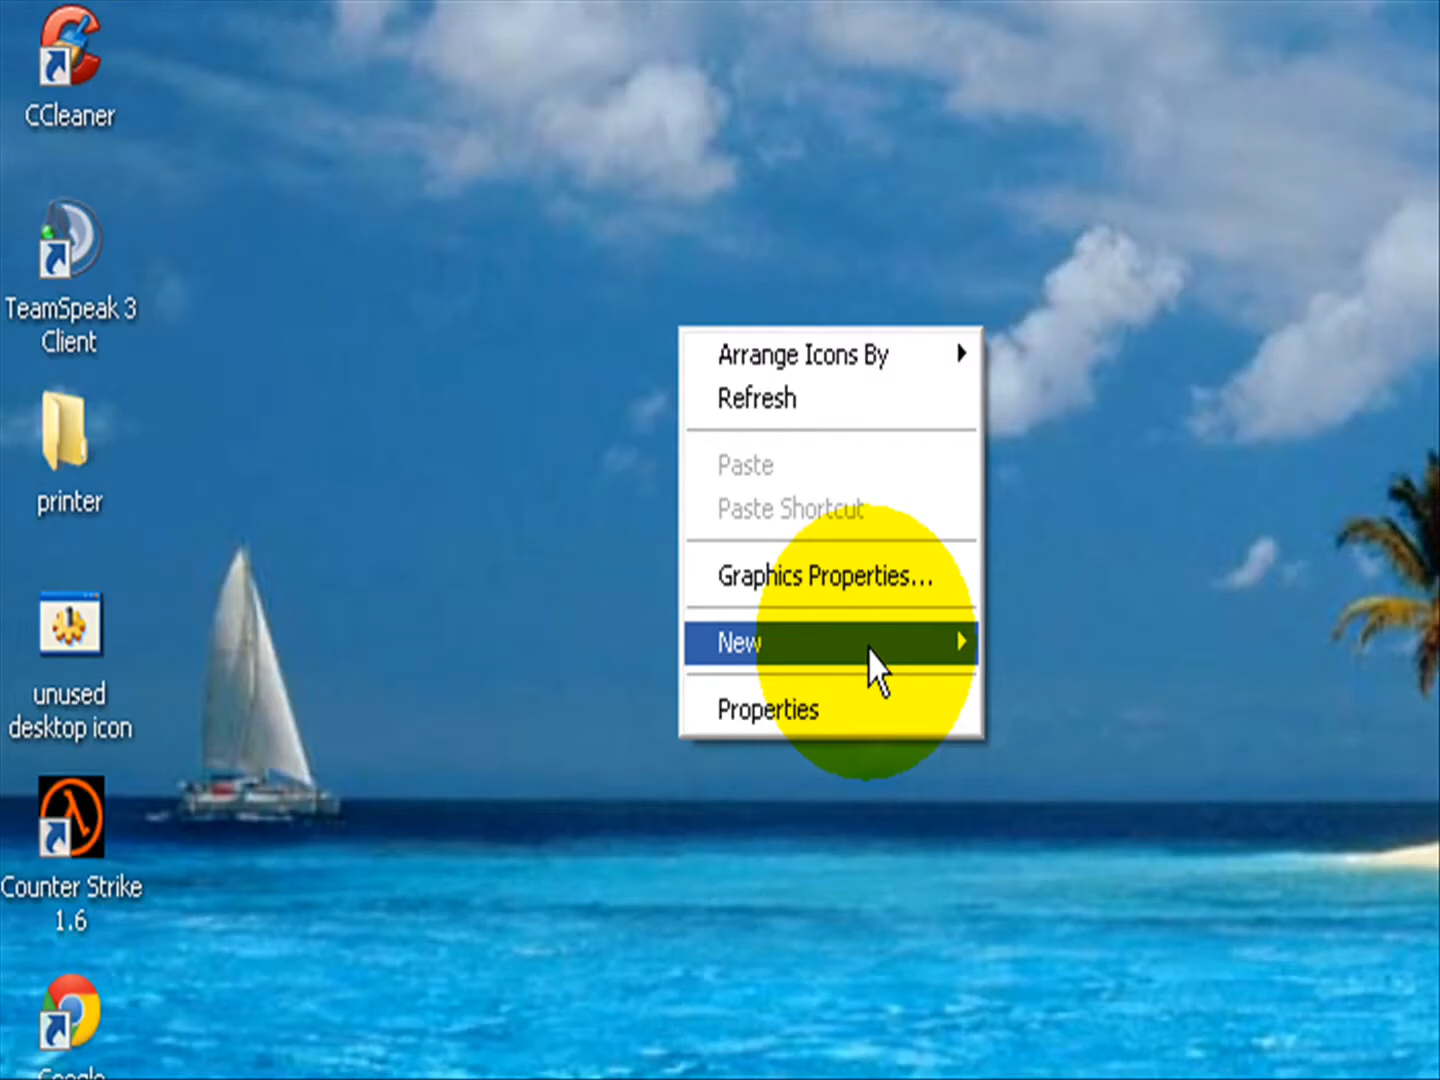 CCleaner
TeamSpeak 3
Client
printer
unused
desktop icon
Counter Strike
1.6
Google
Arrange Icons By
Refresh
Paste
Paste Shortcut
Graphics Properties...
New
Properties